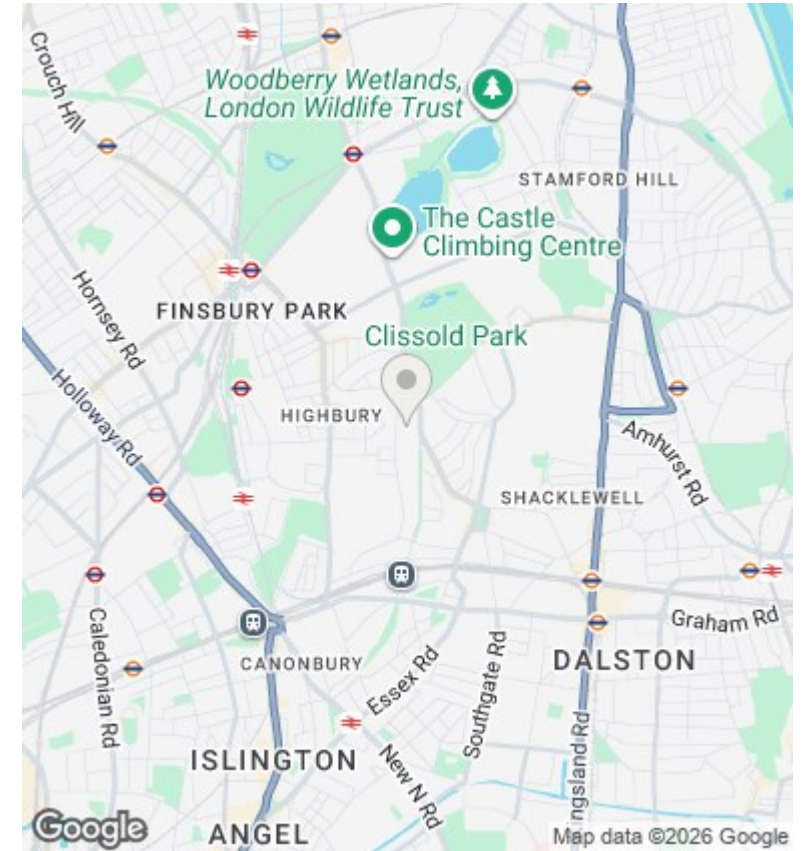 Crouch Hill
Woodberry Wetlands,
London Wildlife Trust
STAMFORD HILL
The Castle
Climbing Centre
Hornsey Rd
FINSBURY PARK
Clissold Park
Holloway Rd
HIGHBURY
Amhurst Rd
SHACKLEWELL
Caledonian Rd
Graham Rd
CANONBURY
Essex Rd
Southgate Rd
DALSTON
ISLINGTON
New N Rd
ngsland Rd
ANGEL
Google
Map data ©2026 Google